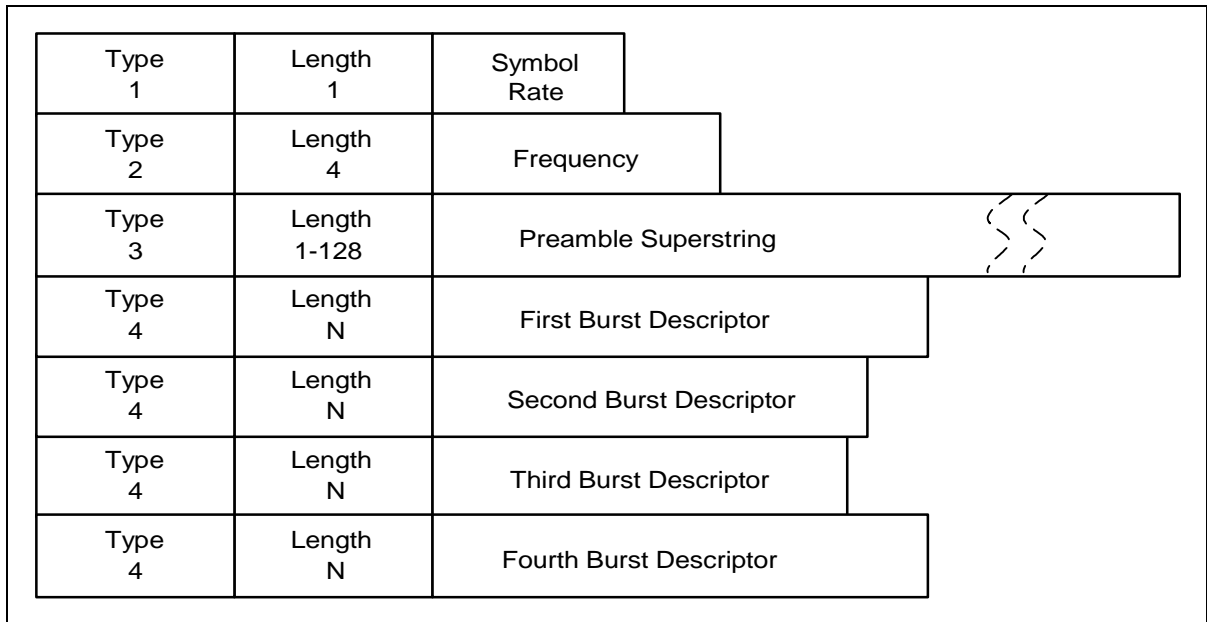 Type Length Symbol
1 1 Rate
Type Length
2 4
Frequency
Type Length
3 1-128
Preamble Superstring
Type Length
4 N
First Burst Descriptor
Type Length
4 N
Second Burst Descriptor
Type Length
4 N
Third Burst Descriptor
Type Length
4 N
Fourth Burst Descriptor